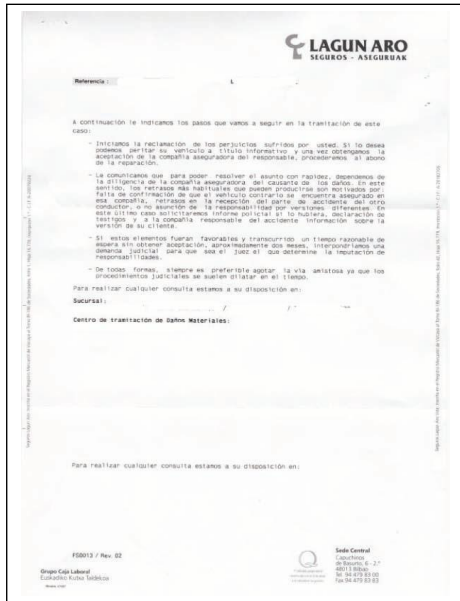 LAGUN ARO
SEGUROS - ASEGURUAK
Referencia :
L
A continuación le indicamos los pasos que vamos a seguir en la tramitación de este
caso:
- Iniciamos la reclamación de los perjuicios sufridos por usted. Si lo desea
podemos peritar su vehículo a título informativo y una vez obtengamos la
aceptación de la compañía aseguradora del responsable, procederemos al abono
de la reparación.
- Le comunicamos que para poder resolver el asunto con rapidez, dependemos de
la diligencia de la compañía aseguradora del causante de los daños. En este
sentido, los retrasos más habituales que pueden producirse son motivados por:
falta de confirmación de que el vehículo contrario se encuentra asegurado en
esa compañía, retrasos en la recepción del parte de accidente del otro
conductor, o no asunción de la responsabilidad por versiones diferentes. En
este último caso solicitaremos informe policial si lo hubiera, declaración de
testigos y a la compañía responsable del accidente información sobre la
versión de su cliente.
- Si estos elementos fueran favorables y transcurrido un tiempo razonable de
espera sin obtener aceptación, aproximadamente dos meses, interpondríamos una
demanda judicial para que sea el juez el que determine la imputación de
responsabilidades.
- De todas formas, siempre es preferible agotar la vía amistosa ya que los
procedimientos judiciales se suelen dilatar en el tiempo.
Para realizar cualquier consulta estamos a su disposición en:
Sucursal:
Centro de tramitación de Daños Materiales:
Para realizar cualquier consulta estamos a su disposición en:
FS0013 / Rev. 02
Grupo Caja Laboral
Euskadiko Kutxa Taldekoa
Sede Central
Capuchinos
de Basurto, 6 - 2.º
48013 Bilbao
Tel. 94 479 83 00
Fax 94 479 83 83